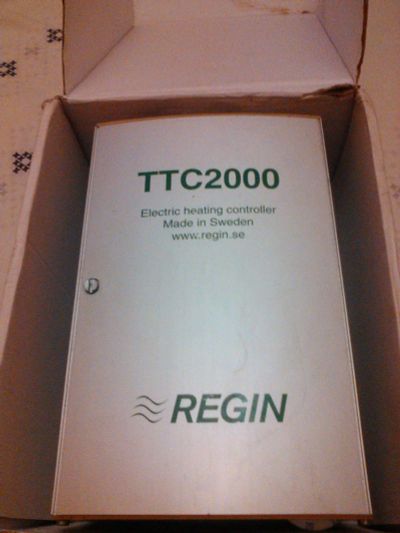 TTC2000
Electric heating controller
Made in Sweden
www.regin.se
REGIN